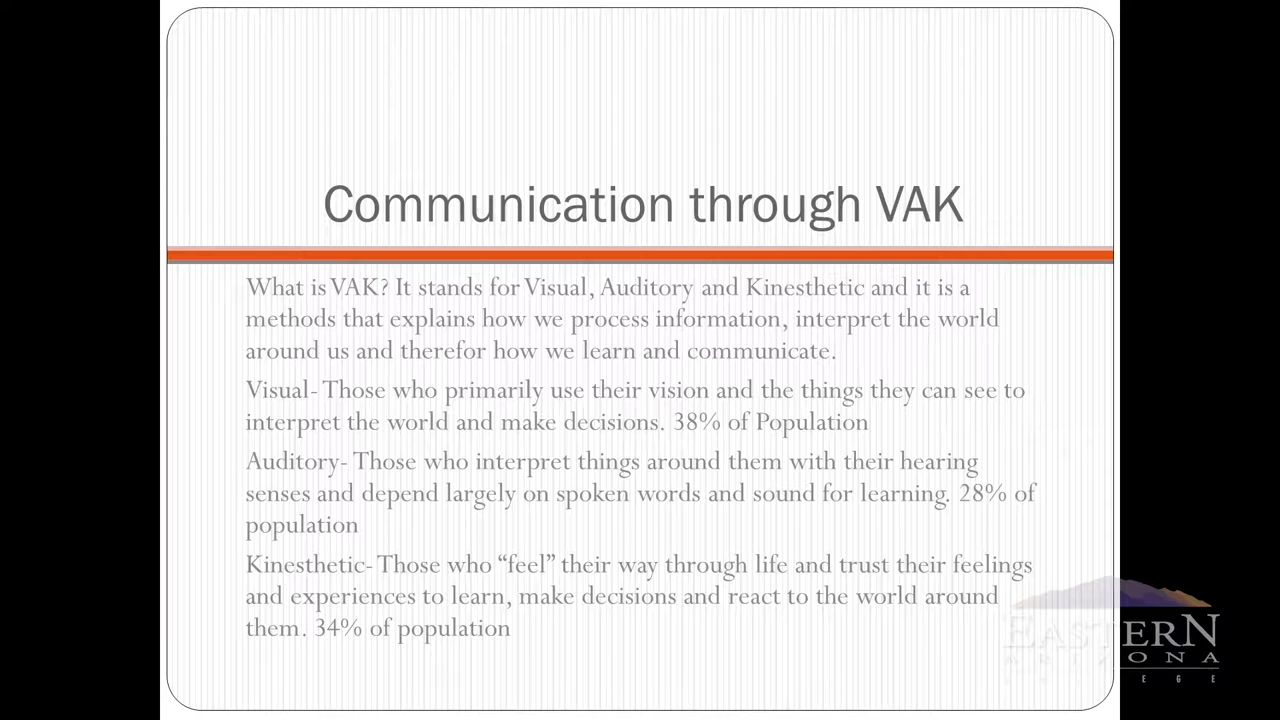 Communication through VAK
What is VAK? It stands for Visual, Auditory and Kinesthetic and it is a
methods that explains how we process information, interpret the world
around us and therefor how we learn and communicate.
Visual- Those who primarily use their vision and the things they can see to
interpret the world and make decisions. 38% of Population
Auditory- Those who interpret things around them with their hearing
senses and depend largely on spoken words and sound for learning. 28% of
population
Kinesthetic- Those who “feel” their way through life and trust their feelings
and experiences to learn, make decisions and react to the world around
them. 34% of population
EASTERN
ARIZONA